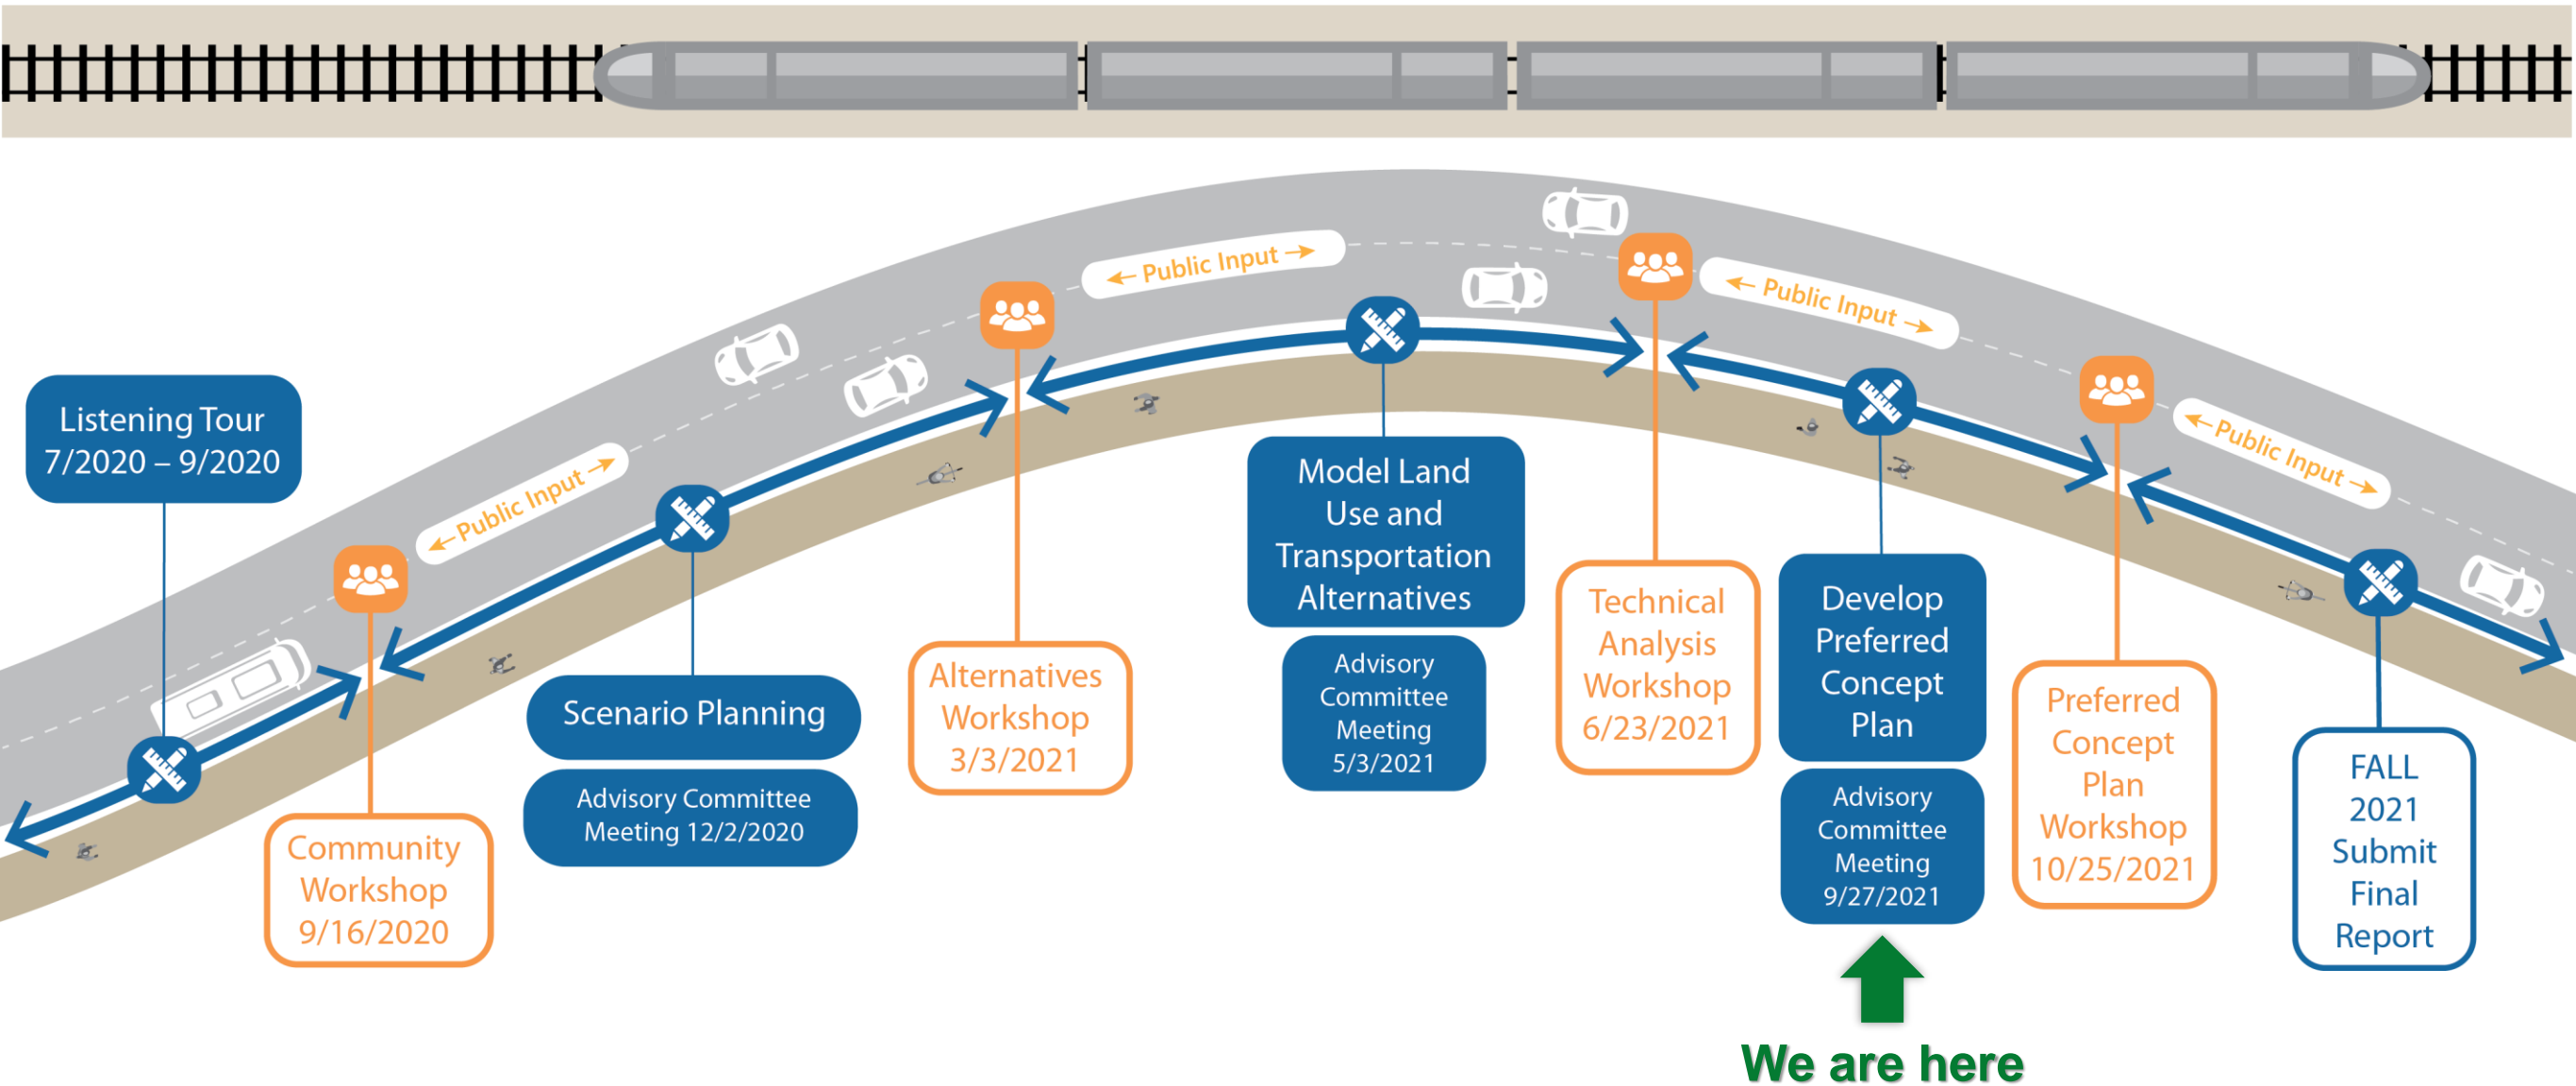 Listening Tour
7/2020 – 9/2020
Community
Workshop
9/16/2020
← Public Input →
Scenario Planning
Advisory Committee
Meeting 12/2/2020
Alternatives
Workshop
3/3/2021
← Public Input →
Model Land
Use and
Transportation
Alternatives
Advisory
Committee
Meeting
5/3/2021
Technical
Analysis
Workshop
6/23/2021
← Public Input →
Develop
Preferred
Concept
Plan
Advisory
Committee
Meeting
9/27/2021
We are here
Preferred
Concept
Plan
Workshop
10/25/2021
← Public Input →
FALL
2021
Submit
Final
Report